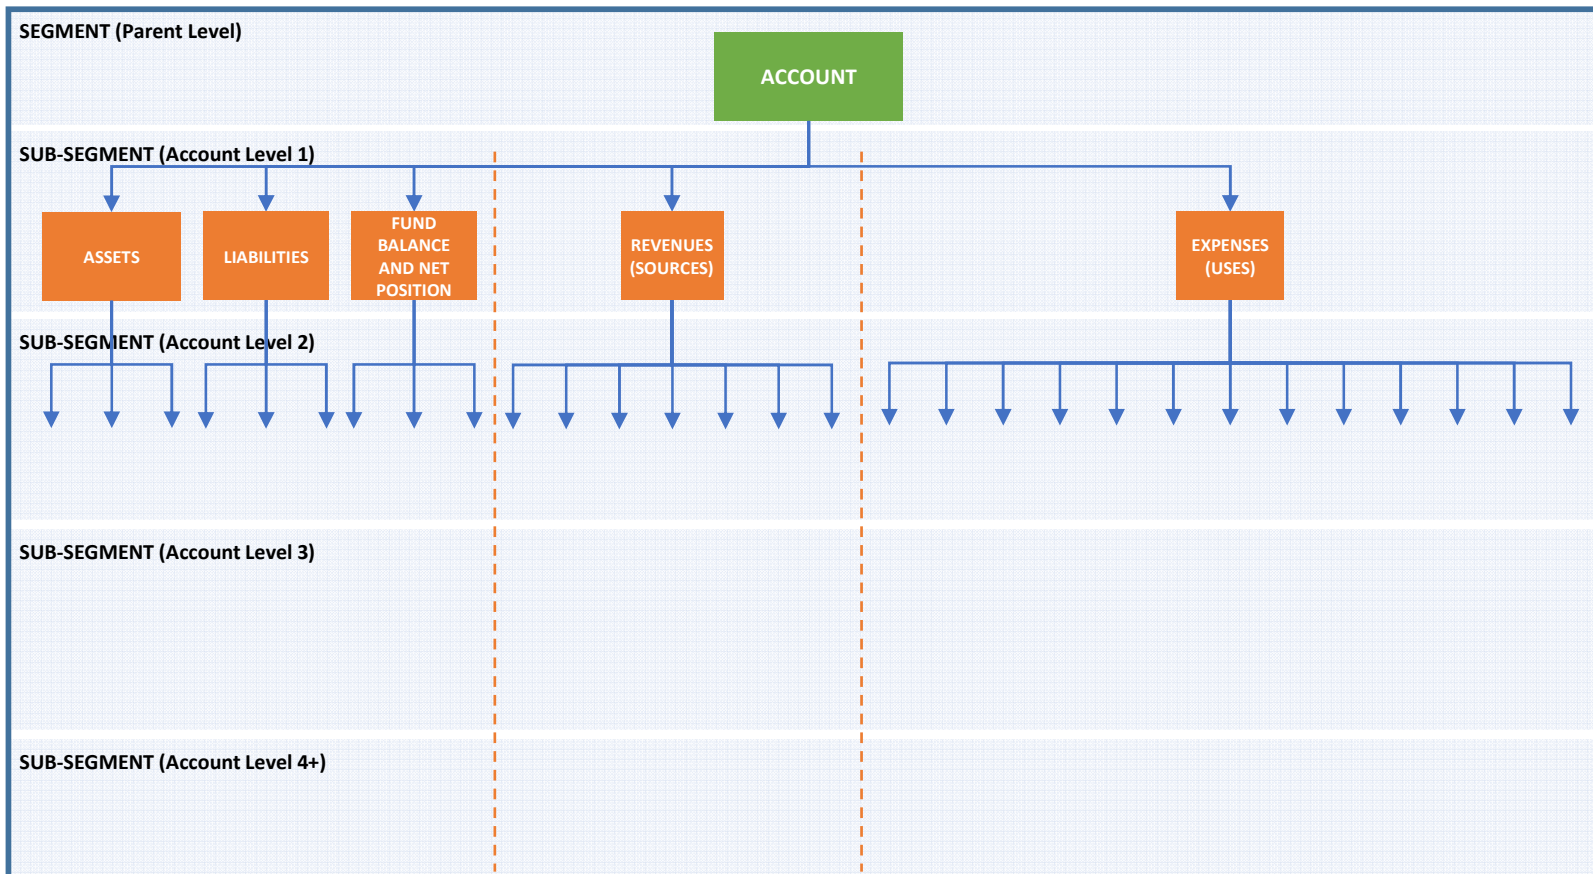 SEGMENT (Parent Level)
ACCOUNT
SUB-SEGMENT (Account Level 1)
ASSETS
LIABILITIES
FUND
BALANCE
AND NET
POSITION
REVENUES
(SOURCES)
EXPENSES
(USES)
SUB-SEGMENT (Account Level 2)
SUB-SEGMENT (Account Level 3)
SUB-SEGMENT (Account Level 4+)